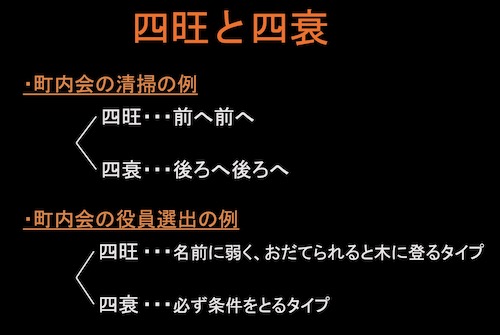 四旺と四衰
・町内会の清掃の例
四旺・・・前へ前へ
四衰・・・後ろへ後ろへ
・町内会の役員選出の例
四旺・・・名前に弱く、おだてられると木に登るタイプ
四衰・・・必ず条件をとるタイプ